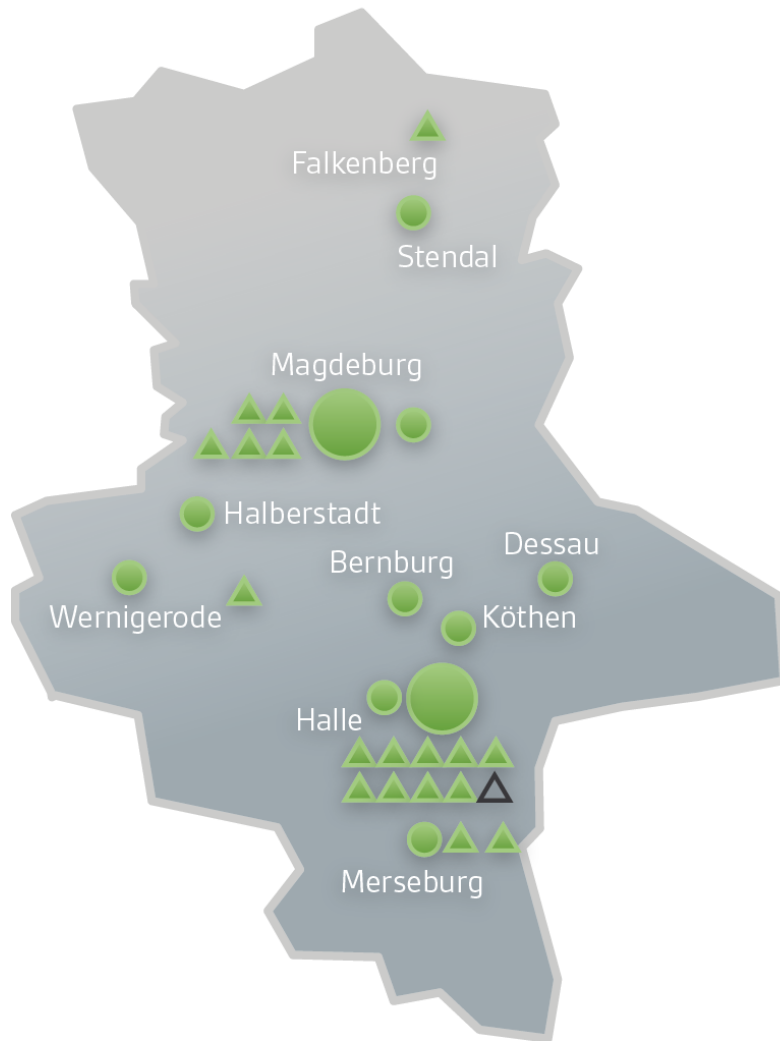 Falkenberg
Stendal
Magdeburg
Halberstadt
Dessau
Bernburg
Wernigerode
Köthen
Halle
Merseburg